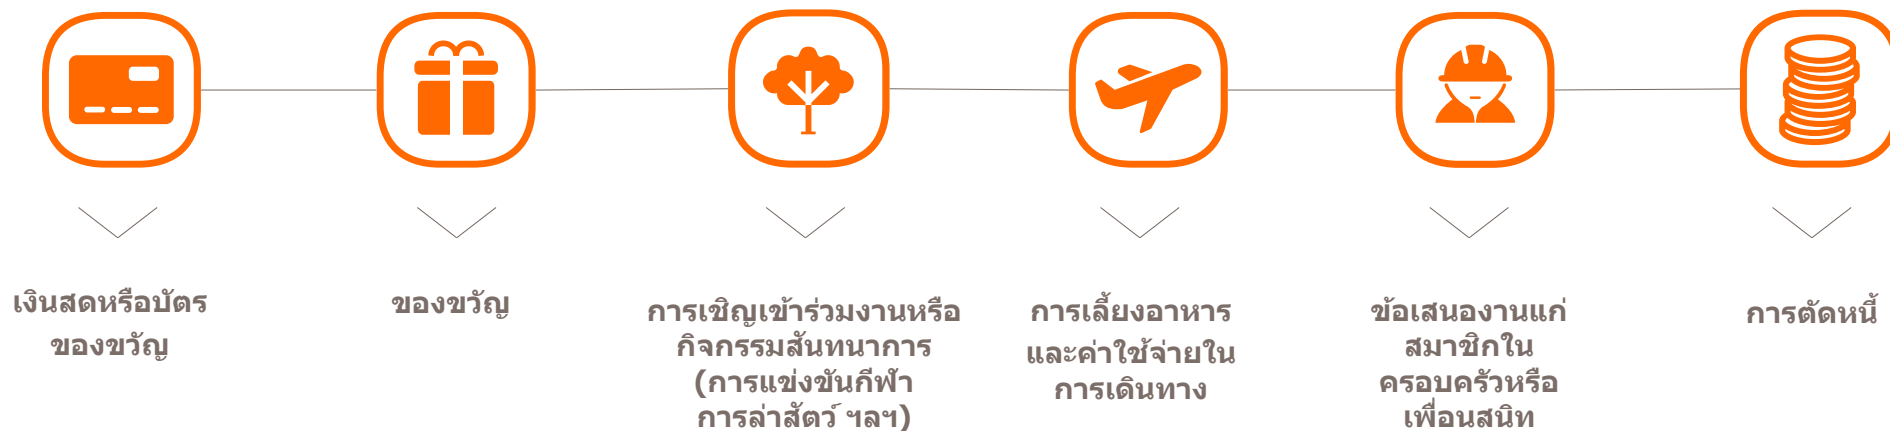 เงินสดหรือบัตร
ของขวัญ
ของขวัญ
การเชิญเข้าร่วมงานหรือ
กิจกรรมสันทนาการ
(การแข่งขันกีฬา
การล่าสัตว์ ฯลฯ)
การเลี้ยงอาหาร
และค่าใช้จ่ายใน
การเดินทาง
ข้อเสนองานแก่
สมาชิกใน
ครอบครัวหรือ
เพื่อนสนิท
การตัดหนี้